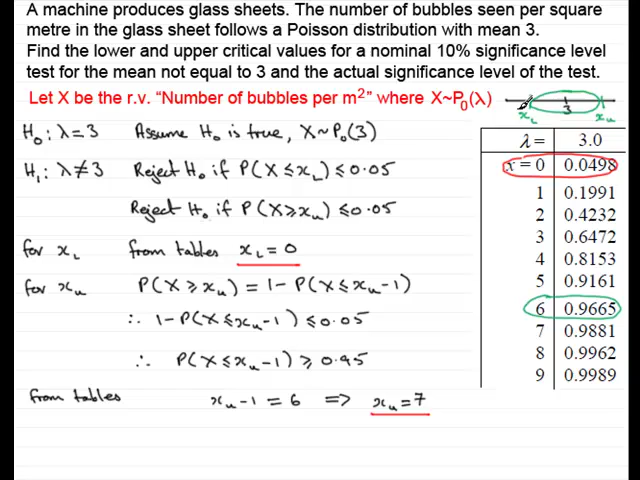 A machine produces glass sheets. The number of bubbles seen per square
metre in the glass sheet follows a Poisson distribution with mean 3.
Find the lower and upper critical values for a nominal 10% significance level
test for the mean not equal to 3 and the actual significance level of the test.
Let X be the r.v. "Number of bubbles per m²" where X~P₀(λ)
x_L 3 x_u
H₀ : λ = 3 Assume H₀ is true, X~P₀(3)
H₁ : λ ≠ 3 Reject H₀ if P(X ≤ x_L) ≤ 0.05
Reject H₀ if P(X ≥ x_u) ≤ 0.05
for x_L from tables x_L = 0
for x_u P(X ≥ x_u) = 1 - P(X ≤ x_u - 1)
∴ 1 - P(X ≤ x_u - 1) ≤ 0.05
∴ P(X ≤ x_u - 1) ≥ 0.95
from tables x_u - 1 = 6 ⇒ x_u = 7
λ = 3.0
x = 0 0.0498
1 0.1991
2 0.4232
3 0.6472
4 0.8153
5 0.9161
6 0.9665
7 0.9881
8 0.9962
9 0.9989